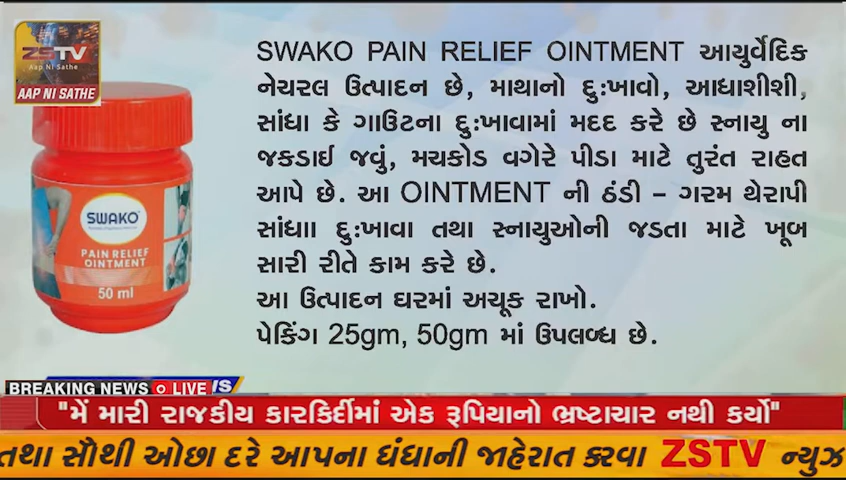 ZSTV
Aap Ni Sathe
AAP NI SATHE
SWAKO PAIN RELIEF OINTMENT આયુર્વેદિક
નેચરલ ઉત્પાદન છે, માથાનો દુઃખાવો, આધાશીશી,
સાંધા કે ગાઉટના દુઃખાવામાં મદદ કરે છે સ્નાયુ ના
જકડાઈ જવું, મચકોડ વગેરે પીડા માટે તુરંત રાહત
આપે છે. આ OINTMENT ની ઠંડી – ગરમ થેરાપી
સાંધાા દુઃખાવા તથા સ્નાયુઓની જડતા માટે ખૂબ
સારી રીતે કામ કરે છે.
આ ઉત્પાદન ઘરમાં અચૂક રાખો.
પેકિંગ 25gm, 50gm માં ઉપલબ્ધ છે.
SWAKO
PAIN RELIEF
OINTMENT
50 ml
BREAKING NEWS LIVE
"મેં મારી રાજકીય કારકિર્દીમાં એક રૂપિયાનો ભ્રષ્ટાચાર નથી કર્યો"
તથા સૌથી ઓછા દરે આપના ધંધાની જાહેરાત કરવા ZSTV ન્યુઝ